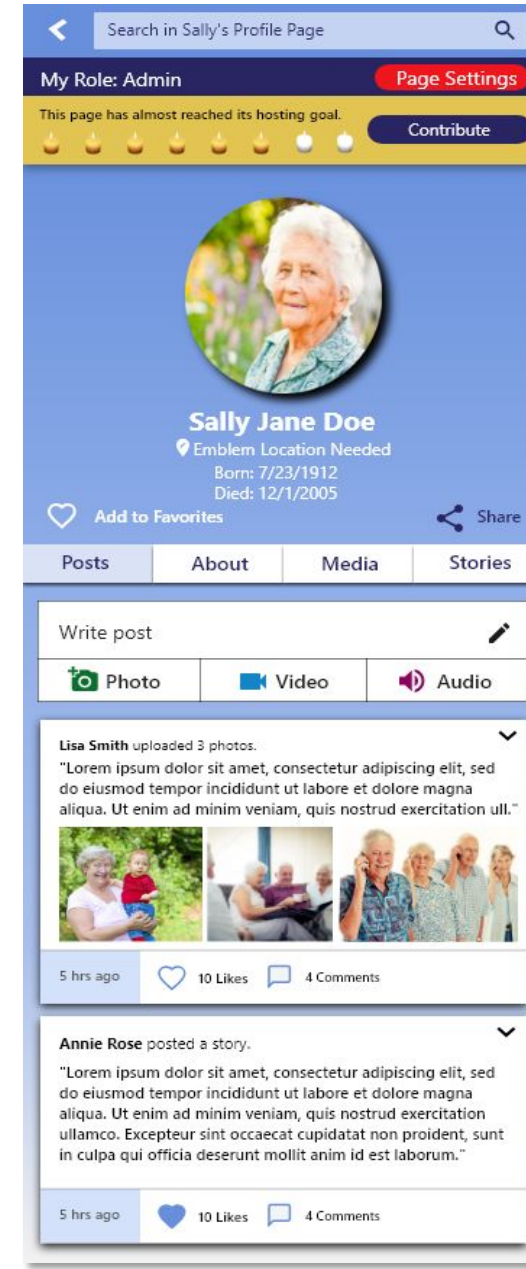 Search in Sally's Profile Page
My Role: Admin
Page Settings
This page has almost reached its hosting goal.
Contribute
Sally Jane Doe
Emblem Location Needed
Born: 7/23/1912
Died: 12/1/2005
Add to Favorites
Share
Posts
About
Media
Stories
Write post
Photo
Video
Audio
Lisa Smith uploaded 3 photos.
"Lorem ipsum dolor sit amet, consectetur adipiscing elit, sed
do eiusmod tempor incididunt ut labore et dolore magna
aliqua. Ut enim ad minim veniam, quis nostrud exercitation ull."
5 hrs ago
10 Likes
4 Comments
Annie Rose posted a story.
"Lorem ipsum dolor sit amet, consectetur adipiscing elit, sed
do eiusmod tempor incididunt ut labore et dolore magna
aliqua. Ut enim ad minim veniam, quis nostrud exercitation
ullamco. Excepteur sint occaecat cupidatat non proident, sunt
in culpa qui officia deserunt mollit anim id est laborum."
5 hrs ago
10 Likes
4 Comments